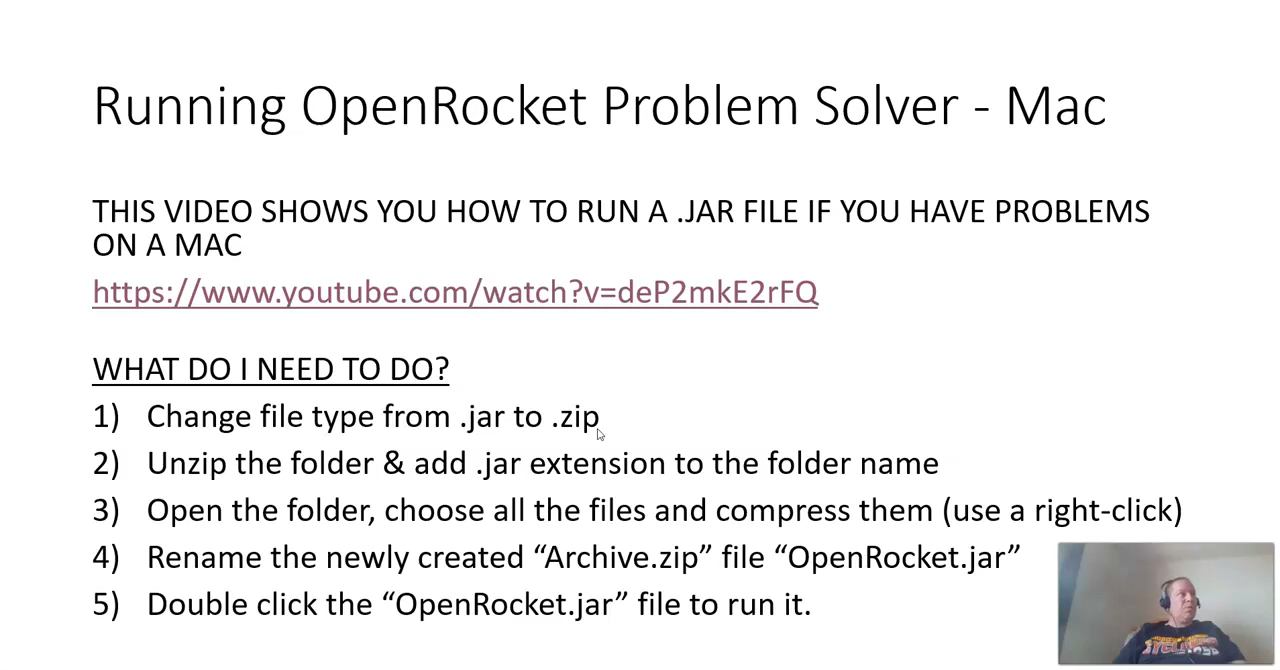 Running OpenRocket Problem Solver - Mac
THIS VIDEO SHOWS YOU HOW TO RUN A .JAR FILE IF YOU HAVE PROBLEMS
ON A MAC
https://www.youtube.com/watch?v=deP2mkE2rFQ
WHAT DO I NEED TO DO?
1) Change file type from .jar to .zip
2) Unzip the folder & add .jar extension to the folder name
3) Open the folder, choose all the files and compress them (use a right-click)
4) Rename the newly created “Archive.zip” file “OpenRocket.jar”
5) Double click the “OpenRocket.jar” file to run it.